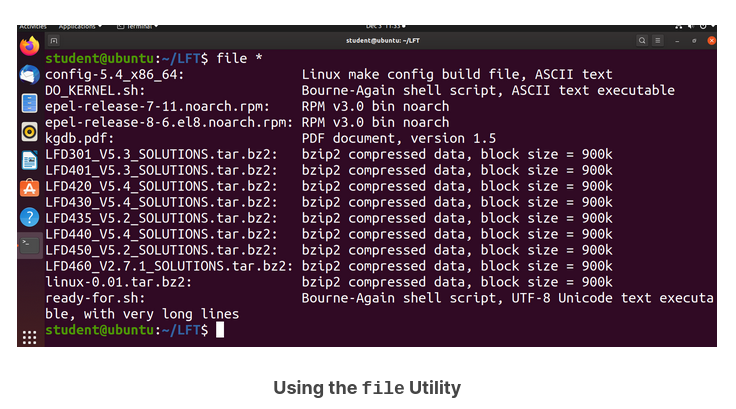 Activities Applications Terminal Dec 3 11:33
student@ubuntu: ~/LFT
student@ubuntu:~/LFT$ file *
config-5.4_x86_64: Linux make config build file, ASCII text
DO_KERNEL.sh: Bourne-Again shell script, ASCII text executable
epel-release-7-11.noarch.rpm: RPM v3.0 bin noarch
epel-release-8-6.el8.noarch.rpm: RPM v3.0 bin noarch
kgdb.pdf: PDF document, version 1.5
LFD301_V5.3_SOLUTIONS.tar.bz2: bzip2 compressed data, block size = 900k
LFD401_V5.3_SOLUTIONS.tar.bz2: bzip2 compressed data, block size = 900k
LFD420_V5.4_SOLUTIONS.tar.bz2: bzip2 compressed data, block size = 900k
LFD430_V5.4_SOLUTIONS.tar.bz2: bzip2 compressed data, block size = 900k
LFD435_V5.2_SOLUTIONS.tar.bz2: bzip2 compressed data, block size = 900k
LFD440_V5.4_SOLUTIONS.tar.bz2: bzip2 compressed data, block size = 900k
LFD450_V5.2_SOLUTIONS.tar.bz2: bzip2 compressed data, block size = 900k
LFD460_V2.7.1_SOLUTIONS.tar.bz2: bzip2 compressed data, block size = 900k
linux-0.01.tar.bz2: bzip2 compressed data, block size = 900k
ready-for.sh: Bourne-Again shell script, UTF-8 Unicode text executa
ble, with very long lines
student@ubuntu:~/LFT$
Using the file Utility